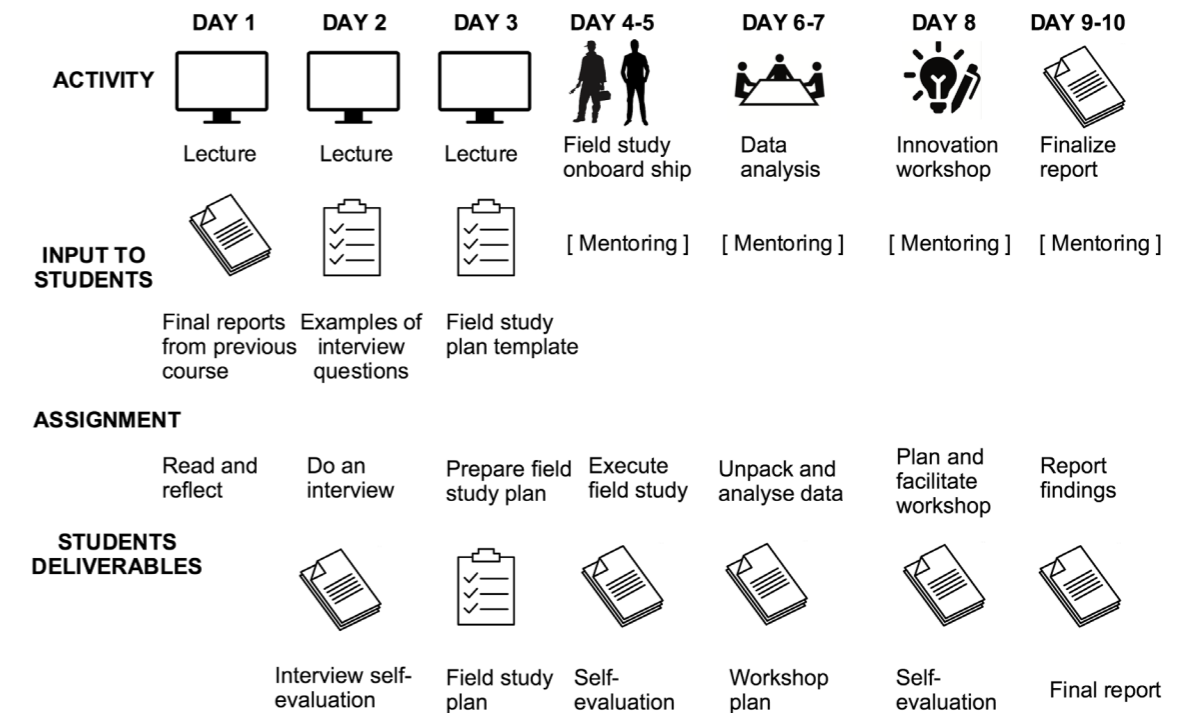 DAY 1 DAY 2 DAY 3 DAY 4-5 DAY 6-7 DAY 8 DAY 9-10
ACTIVITY
Lecture Lecture Lecture
Field study
onboard ship
Data
analysis
Innovation
workshop
Finalize
report
INPUT TO
STUDENTS
[ Mentoring ] [ Mentoring ] [ Mentoring ] [ Mentoring ]
Final reports
from previous
course
Examples of
interview
questions
Field study
plan template
ASSIGNMENT
Read and
reflect
Do an
interview
Prepare field
study plan
Execute
field study
Unpack and
analyse data
Plan and
facilitate
workshop
Report
findings
STUDENTS
DELIVERABLES
Interview self-
evaluation
Field study
plan
Self-
evaluation
Workshop
plan
Self-
evaluation
Final report